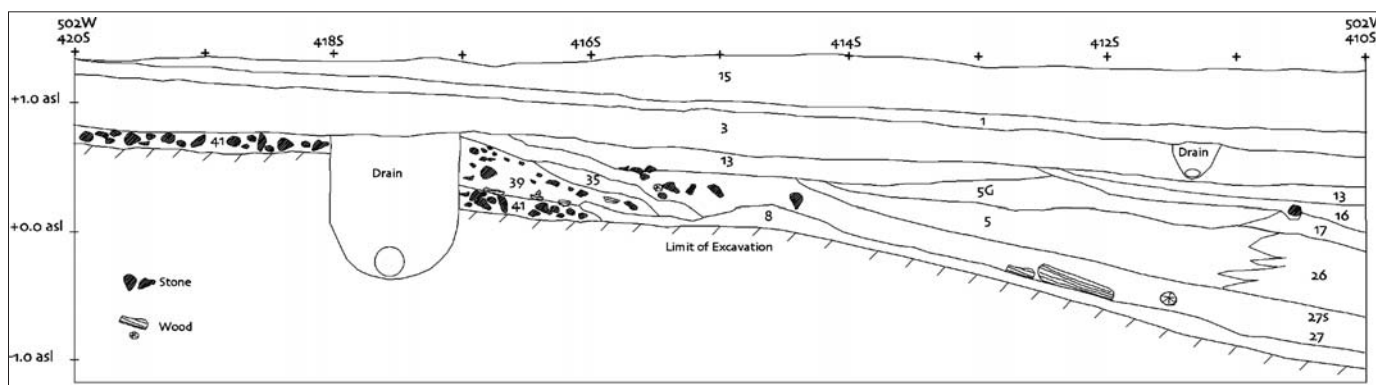 502W
420S
418S
416S
414S
412S
502W
410S
15
+1.0 asl
1
3
41
13
Drain
Drain
39
35
5G
13
41
8
5
16
17
+0.0 asl
Limit of Excavation
26
Stone
27S
Wood
27
-1.0 asl